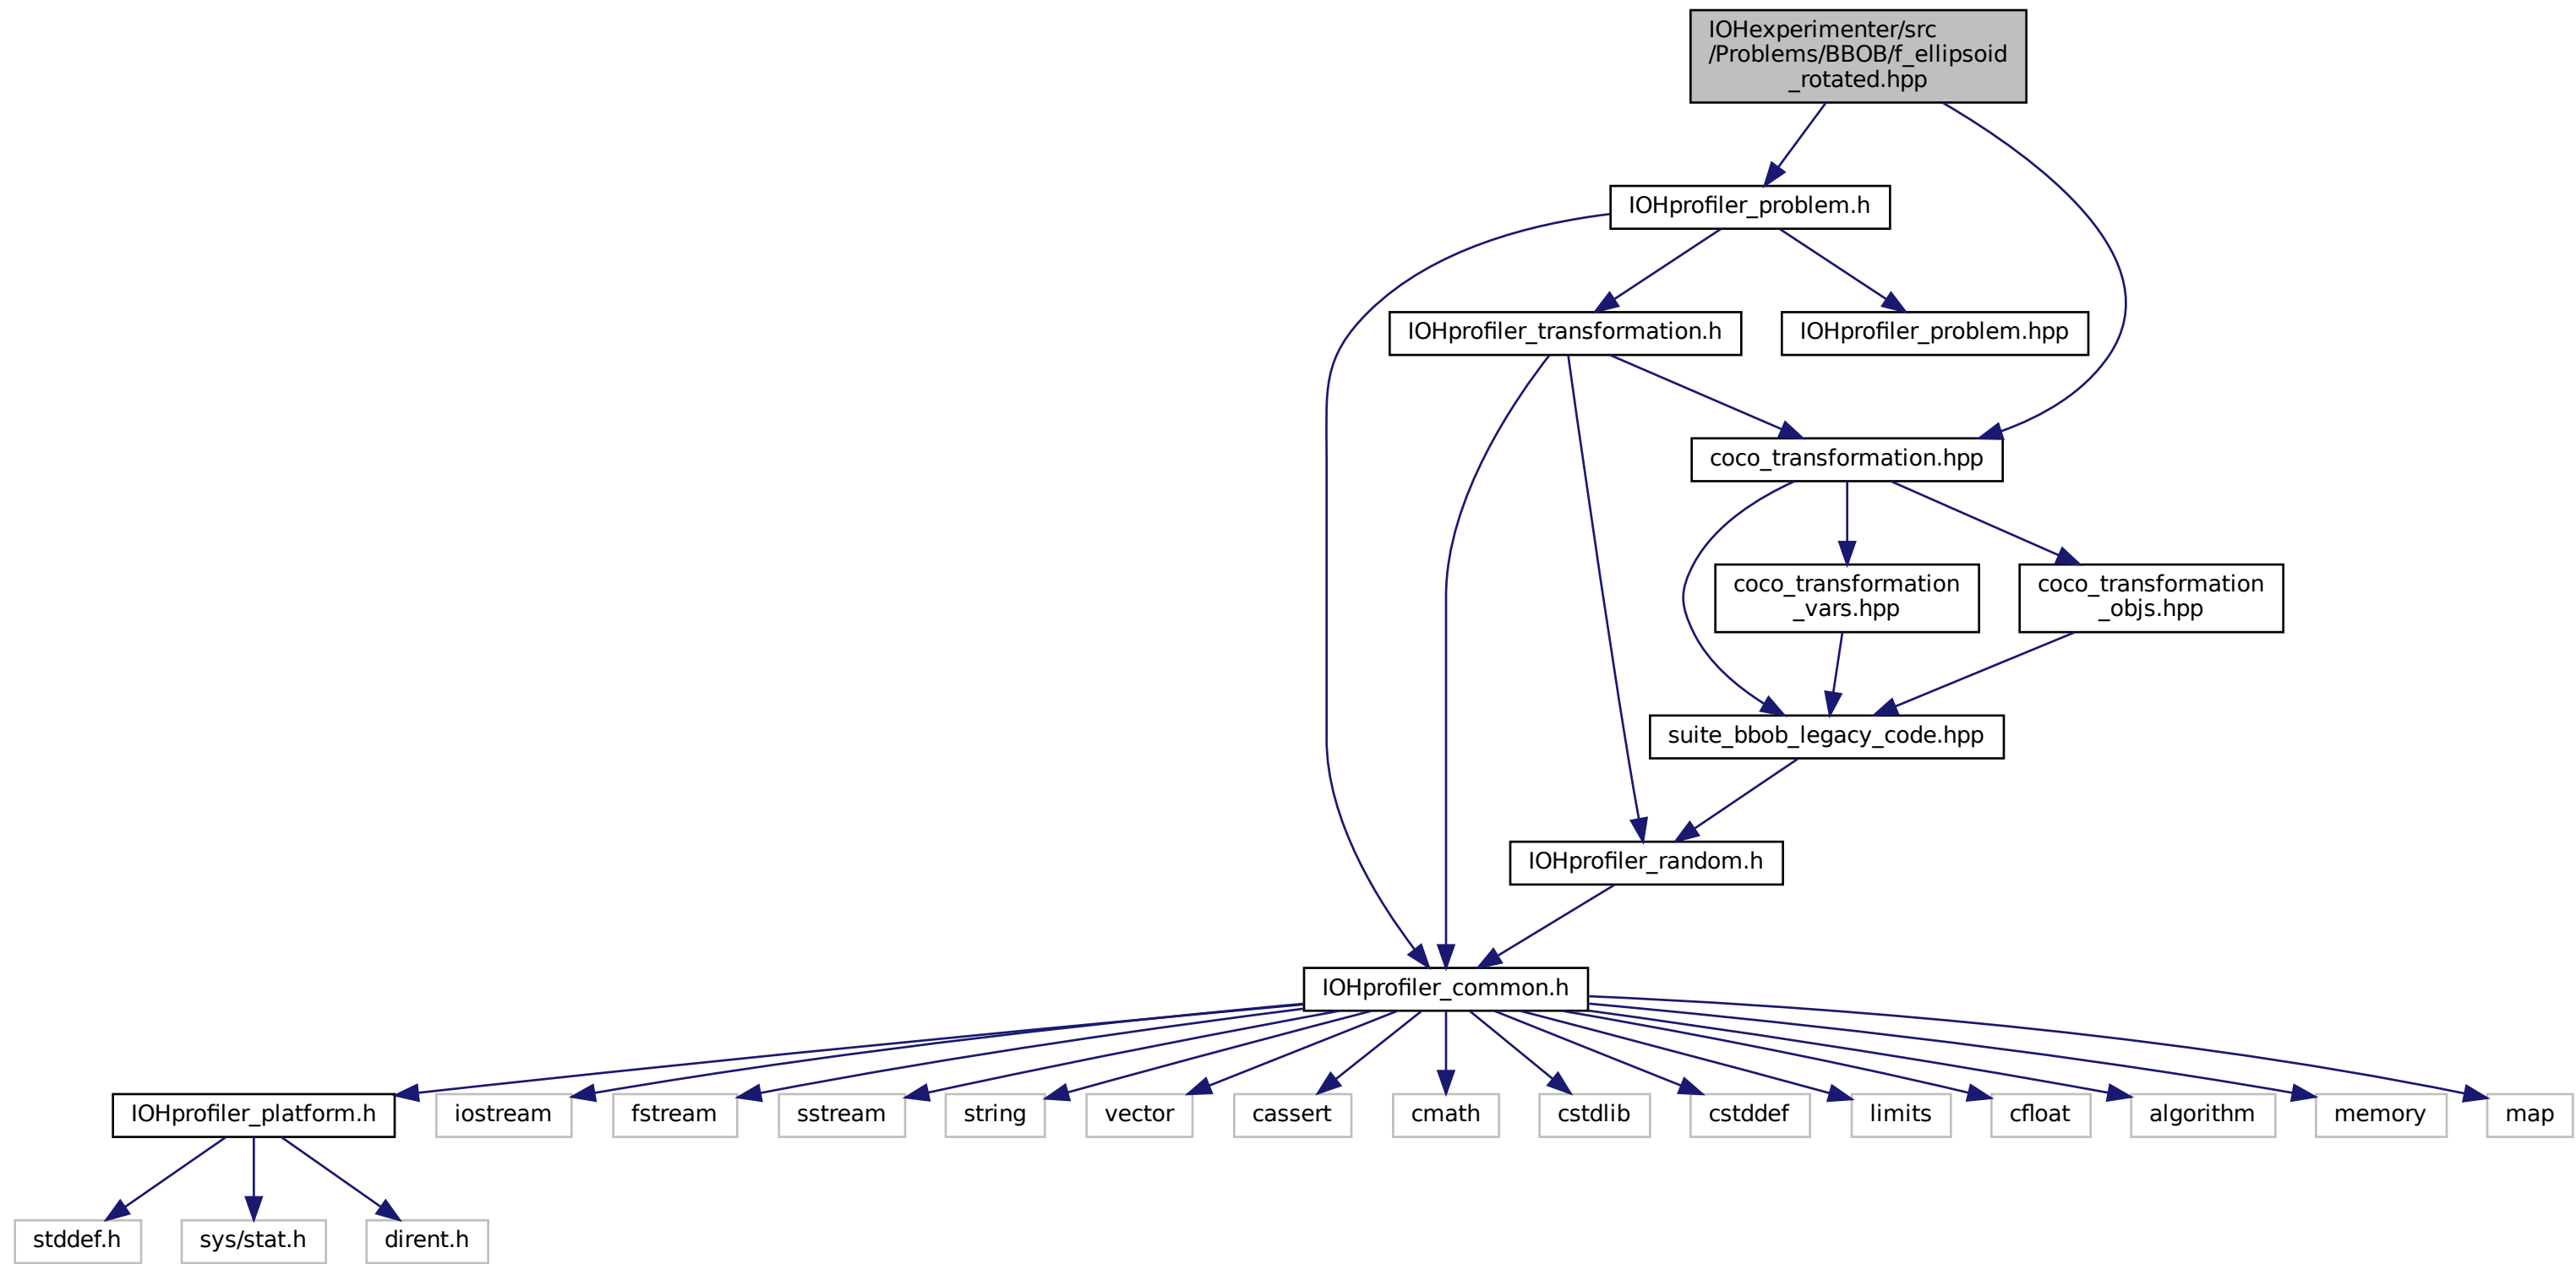 IOHexperimenter/src
/Problems/BBOB/f_ellipsoid
_rotated.hpp
IOHprofiler_problem.h
IOHprofiler_transformation.h
IOHprofiler_problem.hpp
coco_transformation.hpp
coco_transformation
_vars.hpp
coco_transformation
_objs.hpp
suite_bbob_legacy_code.hpp
IOHprofiler_random.h
IOHprofiler_common.h
IOHprofiler_platform.h
iostream
fstream
sstream
string
vector
cassert
cmath
cstdlib
cstddef
limits
cfloat
algorithm
memory
map
stddef.h
sys/stat.h
dirent.h